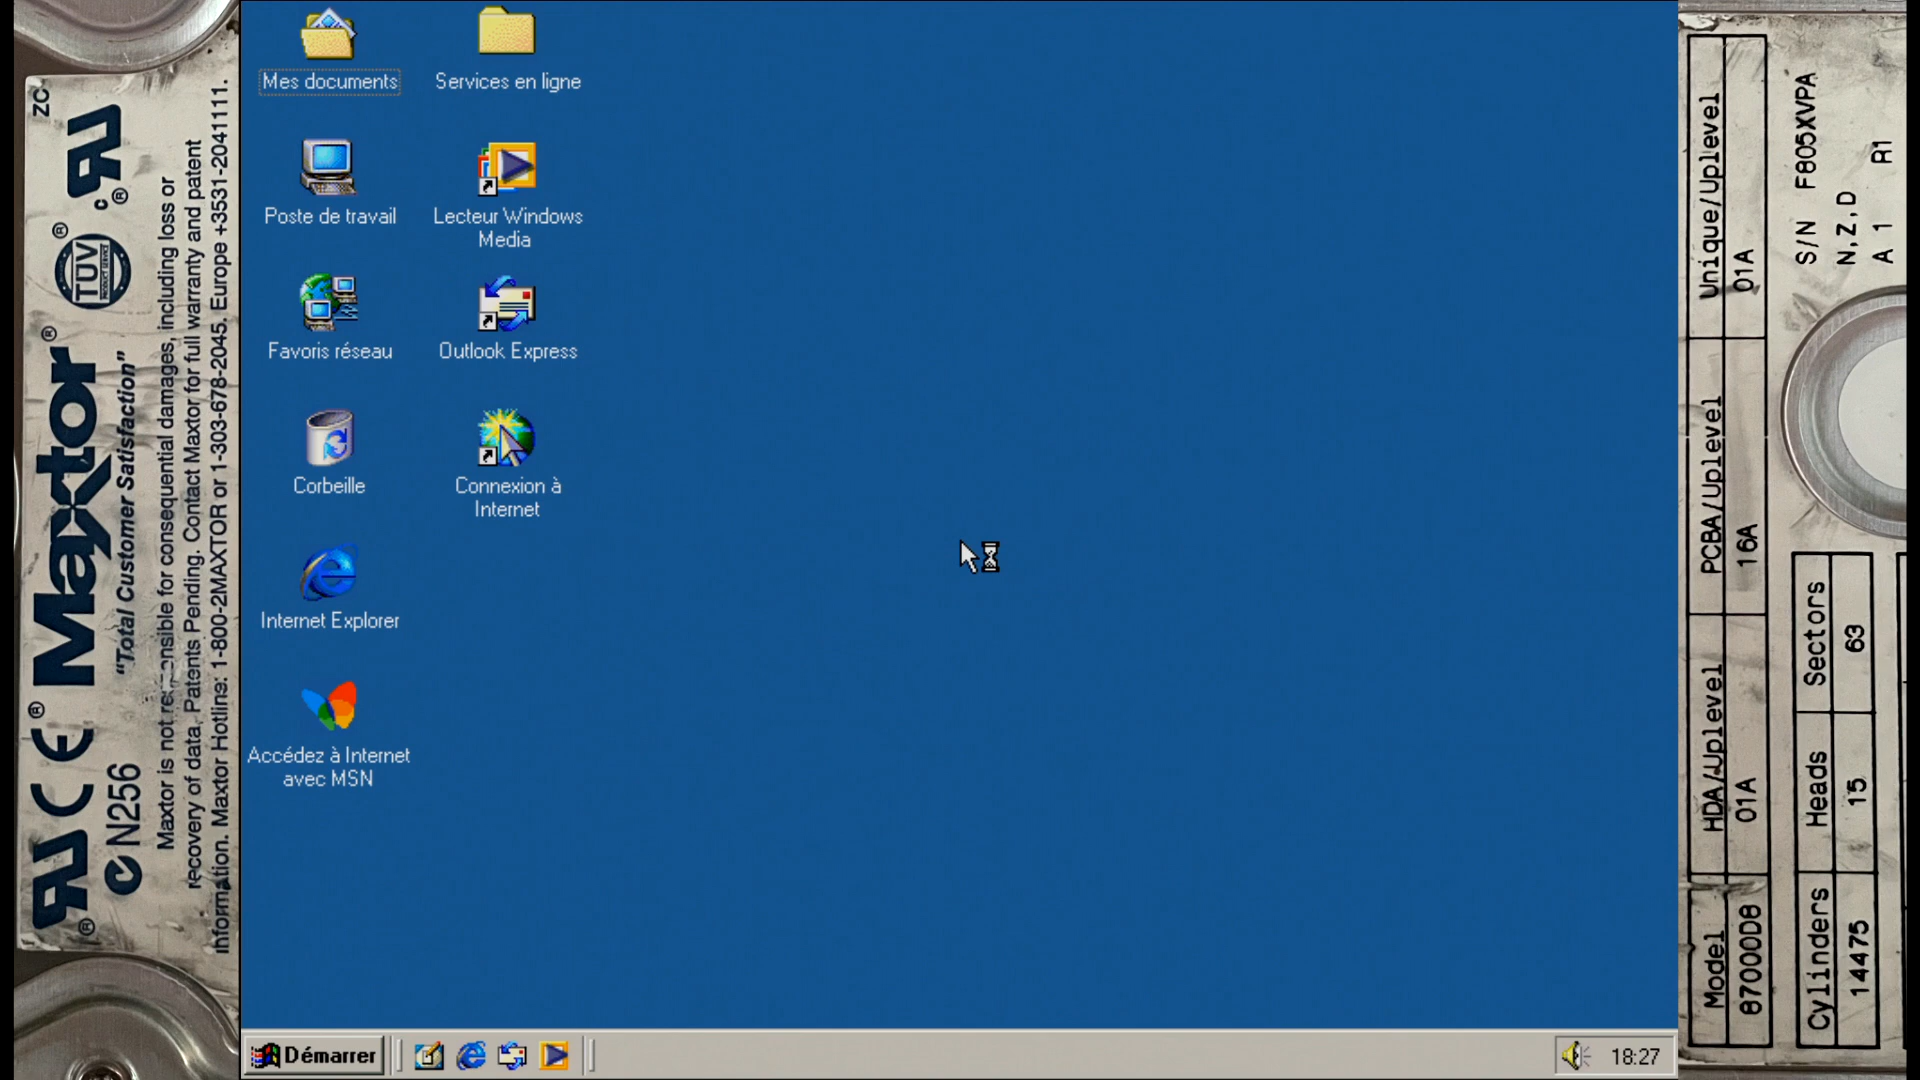 Mes documents
Services en ligne
Poste de travail
Lecteur Windows
Media
Favoris réseau
Outlook Express
Corbeille
Connexion à
Internet
Internet Explorer
Accédez à Internet
avec MSN
Démarrer
18:27
ZC
Maxtor®
"Total Customer Satisfaction"
TÜV
PRODUCT SERVICE
N256
Maxtor is not responsible for consequential damages, including loss or
recovery of data. Patents Pending. Contact Maxtor for full warranty and patent
information. Maxtor Hotline: 1-800-2MAXTOR or 1-303-678-2045. Europe +3531-2041111.
Model
HDA/Uplevel
PCBA/Uplevel
Unique/Uplevel
87000D8
01A
16A
01A
Cylinders
Heads
Sectors
14475
15
63
S/N F805XVPA
N,Z,D
A 1 R1